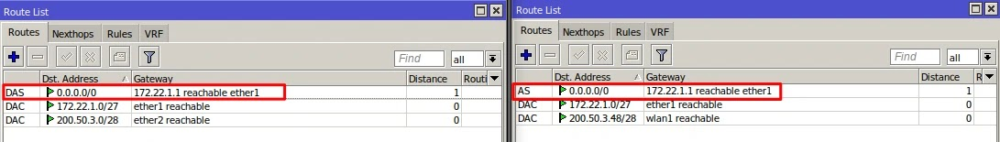 Route List
Routes Nexthops Rules VRF
Find all
Dst. Address Gateway Distance Routi
DAS 0.0.0.0/0 172.22.1.1 reachable ether1 1
DAC 172.22.1.0/27 ether1 reachable 0
DAC 200.50.3.0/28 ether2 reachable 0
Route List
Routes Nexthops Rules VRF
Find all
Dst. Address Gateway Distance R
AS 0.0.0.0/0 172.22.1.1 reachable ether1 1
DAC 172.22.1.0/27 ether1 reachable 0
DAC 200.50.3.48/28 wlan1 reachable 0